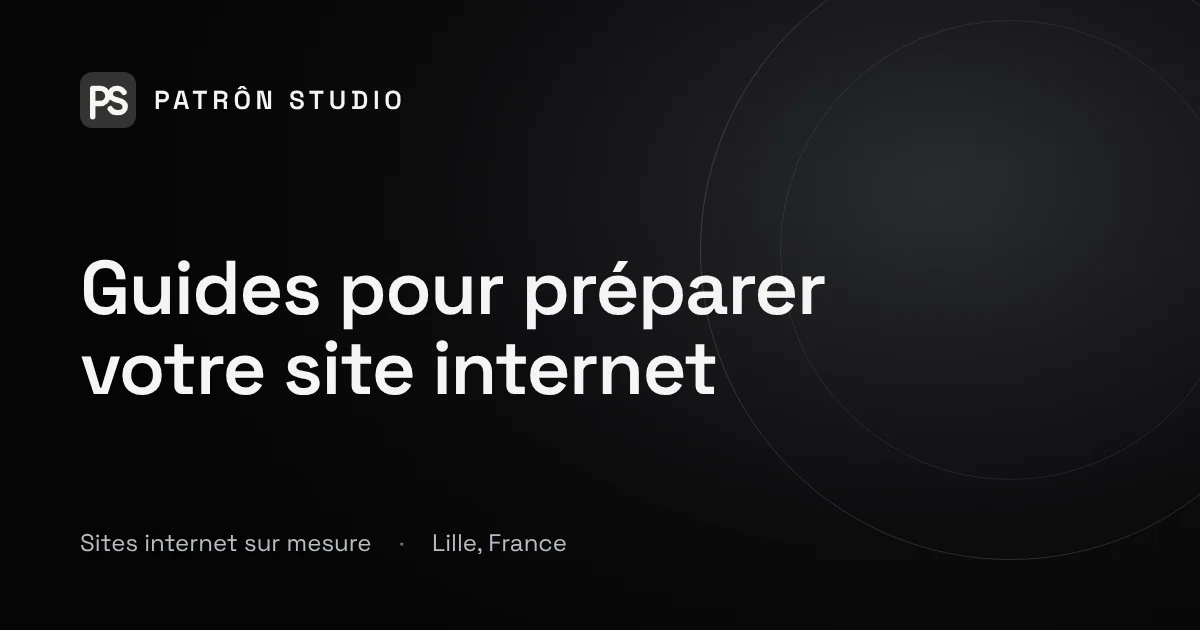 PS
PATRÔN STUDIO
Guides pour préparer
votre site internet
Sites internet sur mesure · Lille, France